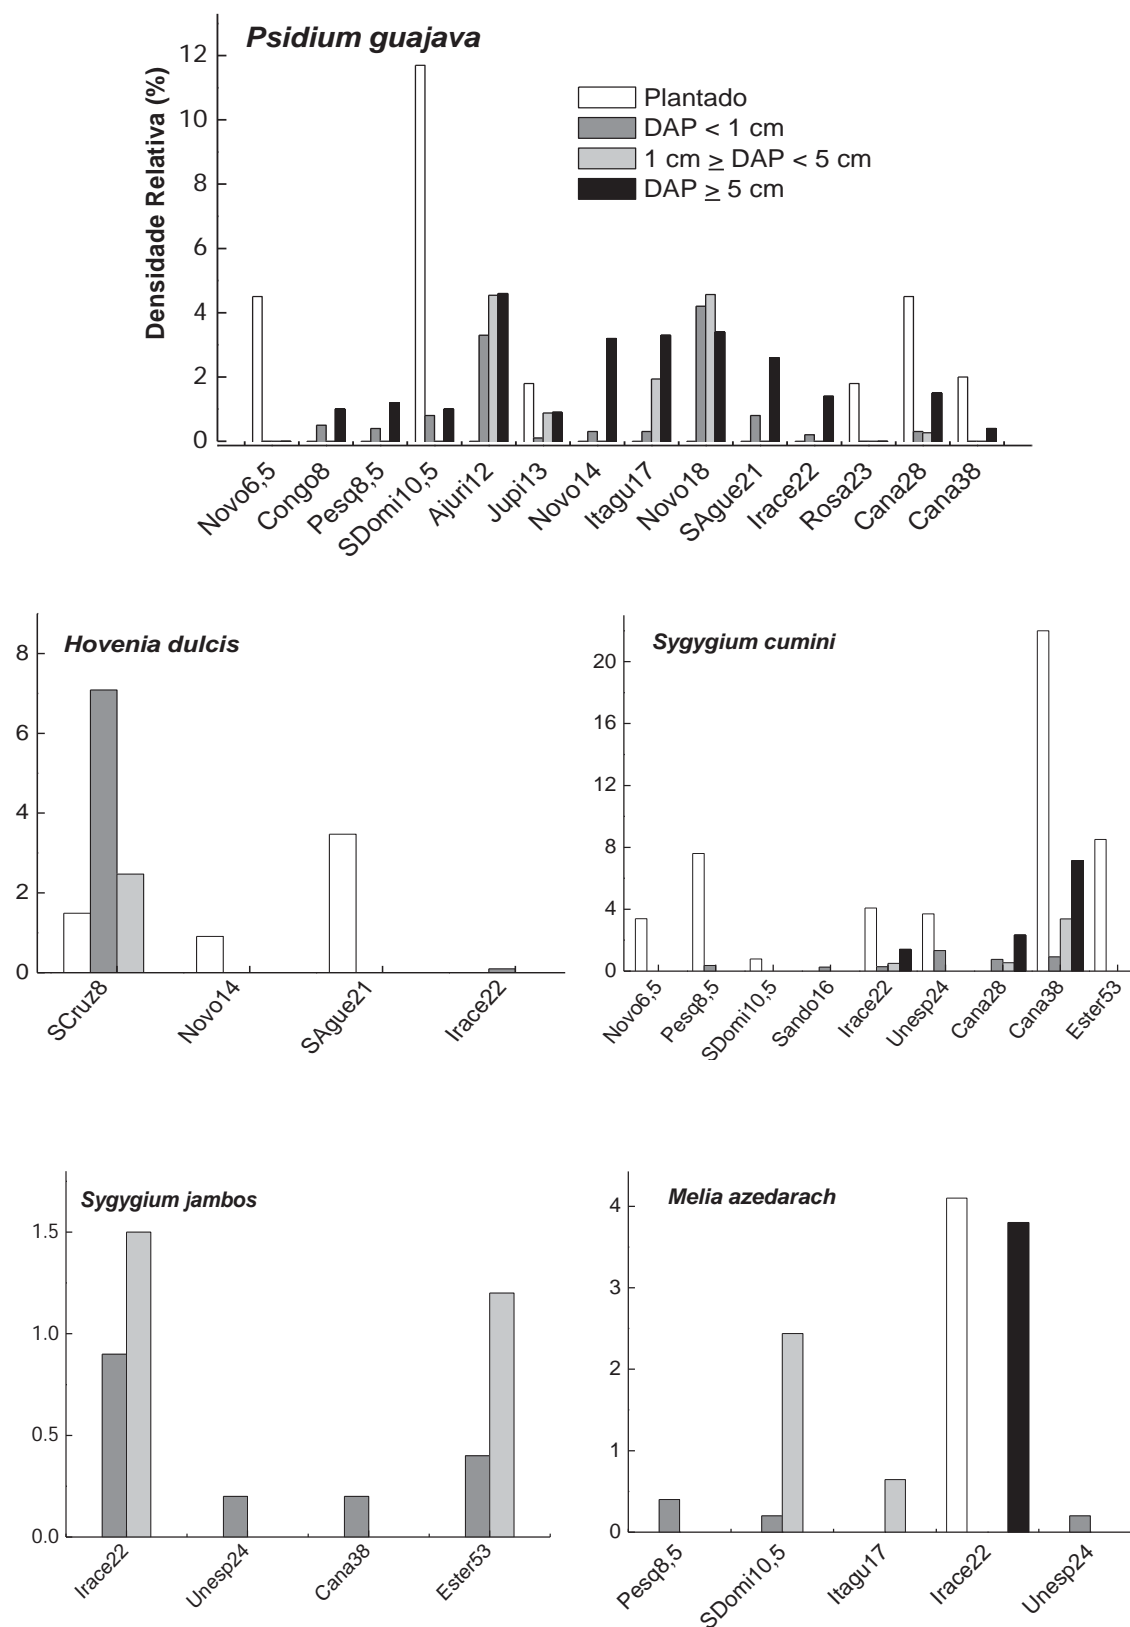 Psidium guajava
Densidade Relativa (%)
12
10
8
6
4
2
0
Plantado
DAP < 1 cm
1 cm ≥ DAP < 5 cm
DAP ≥ 5 cm
Novo6,5
Congo8
Pesq8,5
SDomi10,5
Ajuri12
Jupi13
Novo14
Itagu17
Novo18
SAgue21
Irace22
Rosa23
Cana28
Cana38
Hovenia dulcis
8
6
4
2
0
SCruz8
Novo14
SAgue21
Irace22
Sygygium cumini
20
16
12
8
4
0
Novo6,5
Pesq8,5
SDomi10,5
Sando16
Irace22
Unesp24
Cana28
Cana38
Ester53
Sygygium jambos
1.5
1.0
0.5
0.0
Irace22
Unesp24
Cana38
Ester53
Melia azedarach
4
3
2
1
0
Pesq8,5
SDomi10,5
Itagu17
Irace22
Unesp24